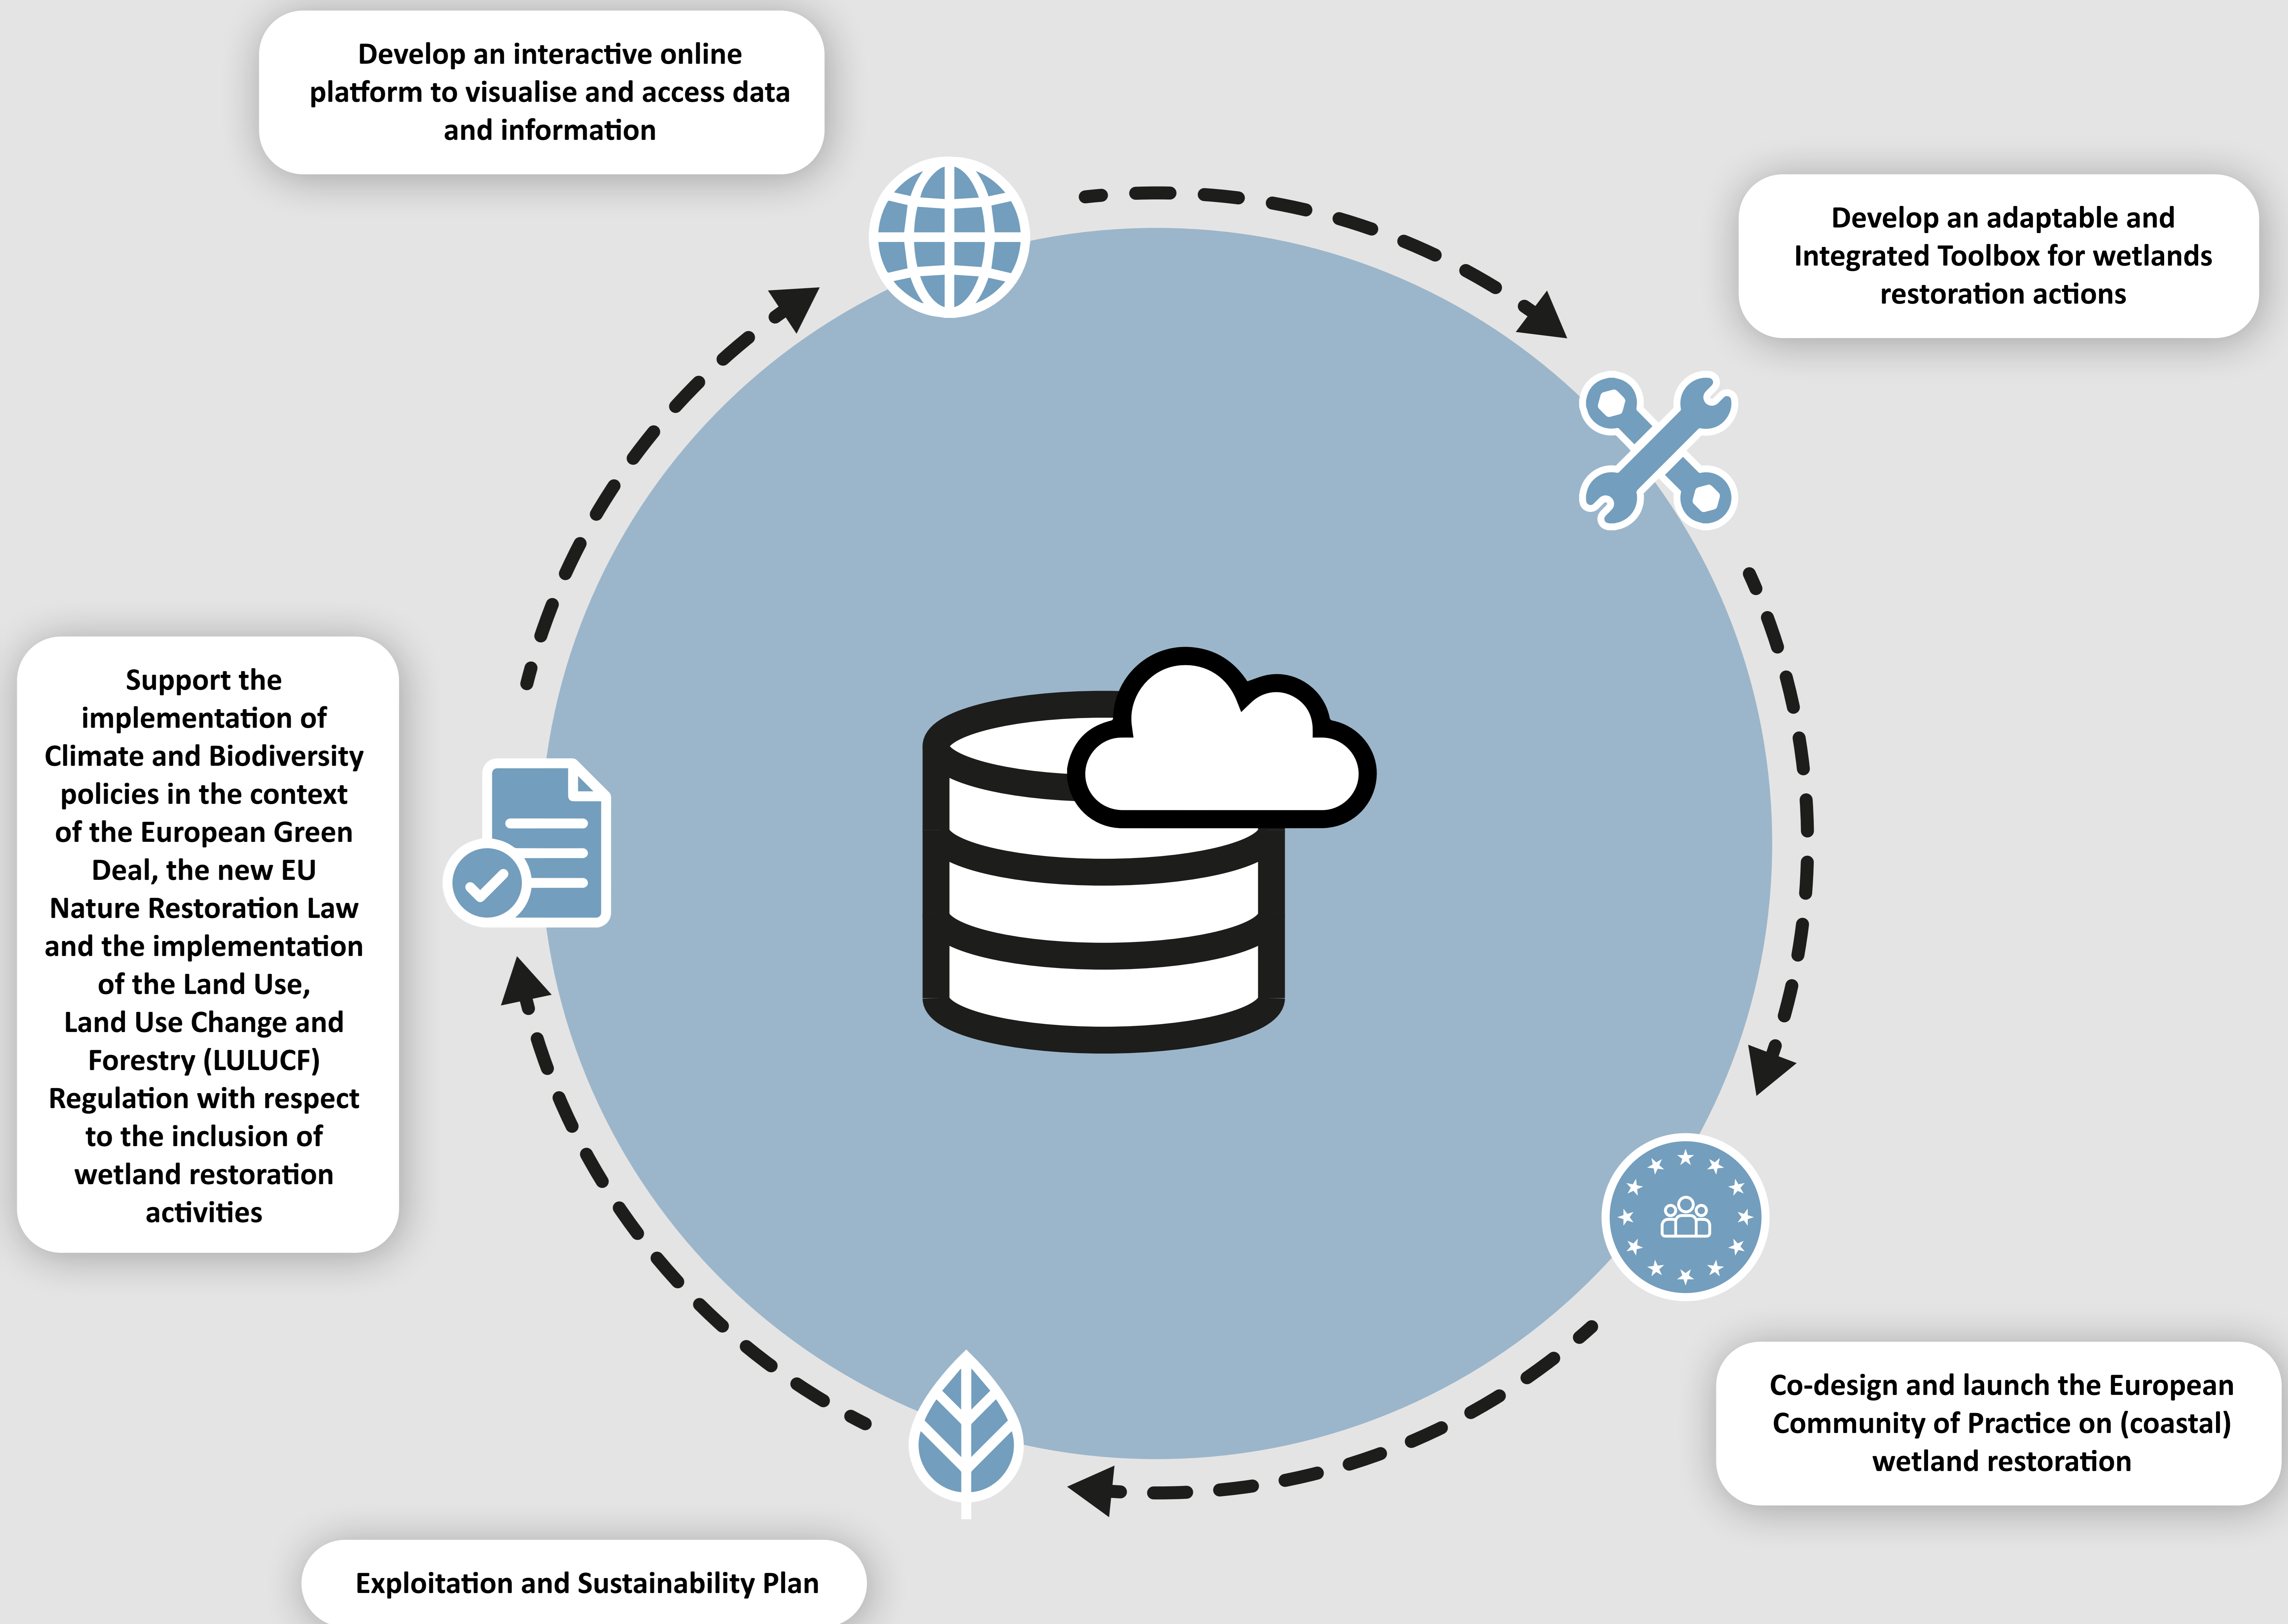 Develop an interactive online
platform to visualise and access data
and information
Develop an adaptable and
Integrated Toolbox for wetlands
restoration actions
Support the
implementation of
Climate and Biodiversity
policies in the context
of the European Green
Deal, the new EU
Nature Restoration Law
and the implementation
of the Land Use,
Land Use Change and
Forestry (LULUCF)
Regulation with respect
to the inclusion of
wetland restoration
activities
Co-design and launch the European
Community of Practice on (coastal)
wetland restoration
Exploitation and Sustainability Plan